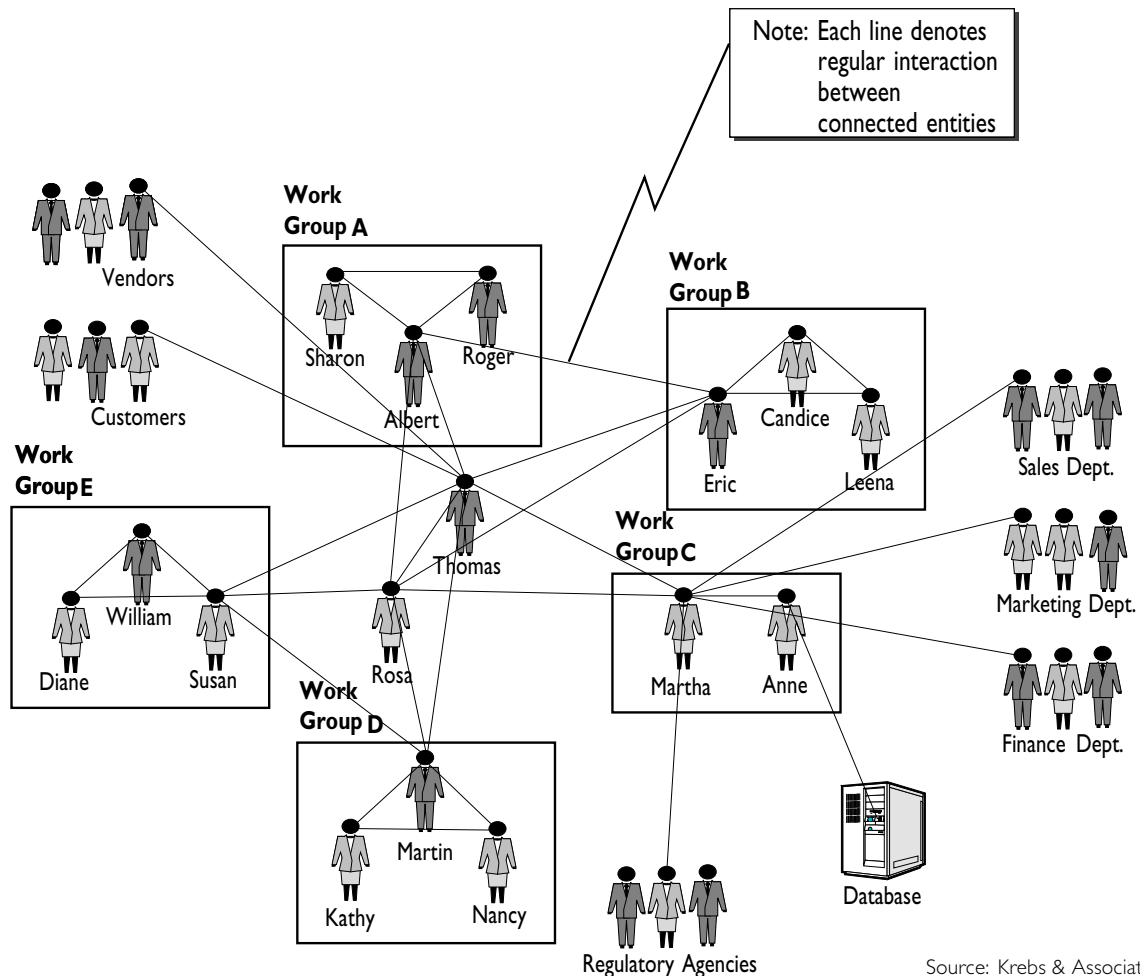 Note: Each line denotes
regular interaction
between
connected entities
Work
Group A
Vendors
Sharon
Roger
Albert
Work
Group B
Candice
Eric
Leena
Customers
Sales Dept.
Work
Group E
William
Diane
Susan
Thomas
Rosa
Work
Group C
Martha
Anne
Marketing Dept.
Finance Dept.
Work
Group D
Martin
Kathy
Nancy
Database
Regulatory Agencies
Source: Krebs &